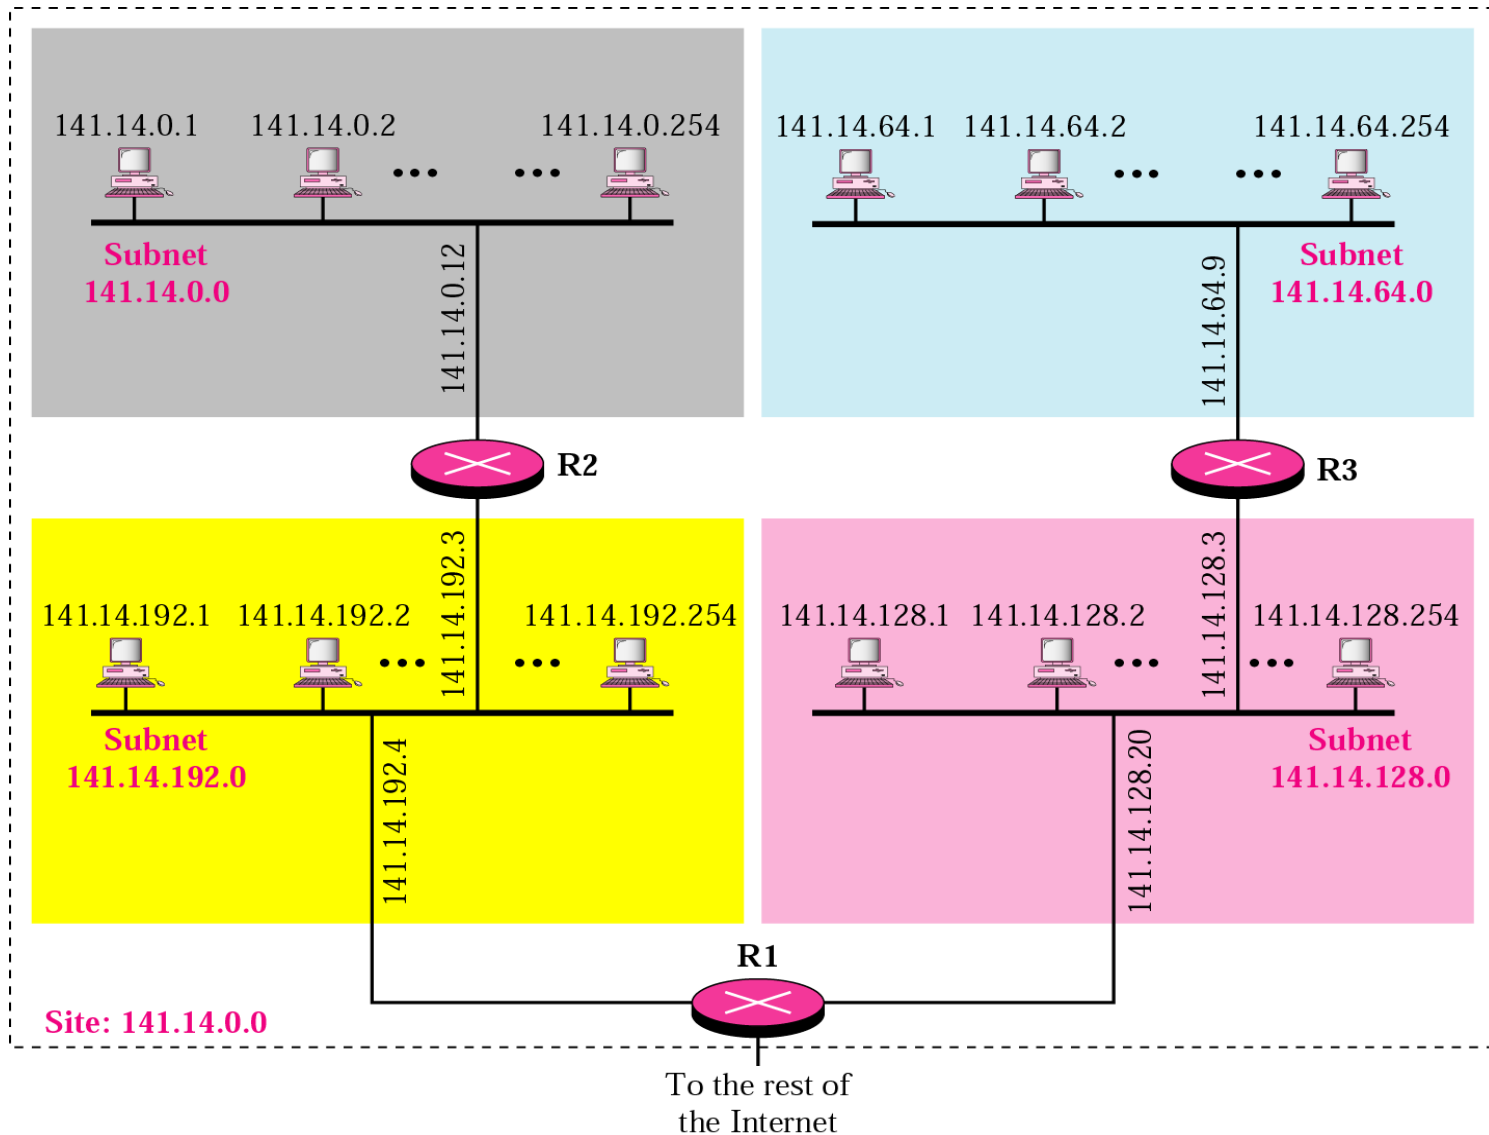 141.14.0.1
141.14.0.2
141.14.0.254
141.14.64.1
141.14.64.2
141.14.64.254
Subnet
141.14.0.0
141.14.0.12
141.14.64.9
Subnet
141.14.64.0
R2
R3
141.14.192.3
141.14.128.3
141.14.192.1
141.14.192.2
141.14.192.254
141.14.128.1
141.14.128.2
141.14.128.254
Subnet
141.14.192.0
141.14.192.4
141.14.128.20
Subnet
141.14.128.0
R1
Site: 141.14.0.0
To the rest of
the Internet